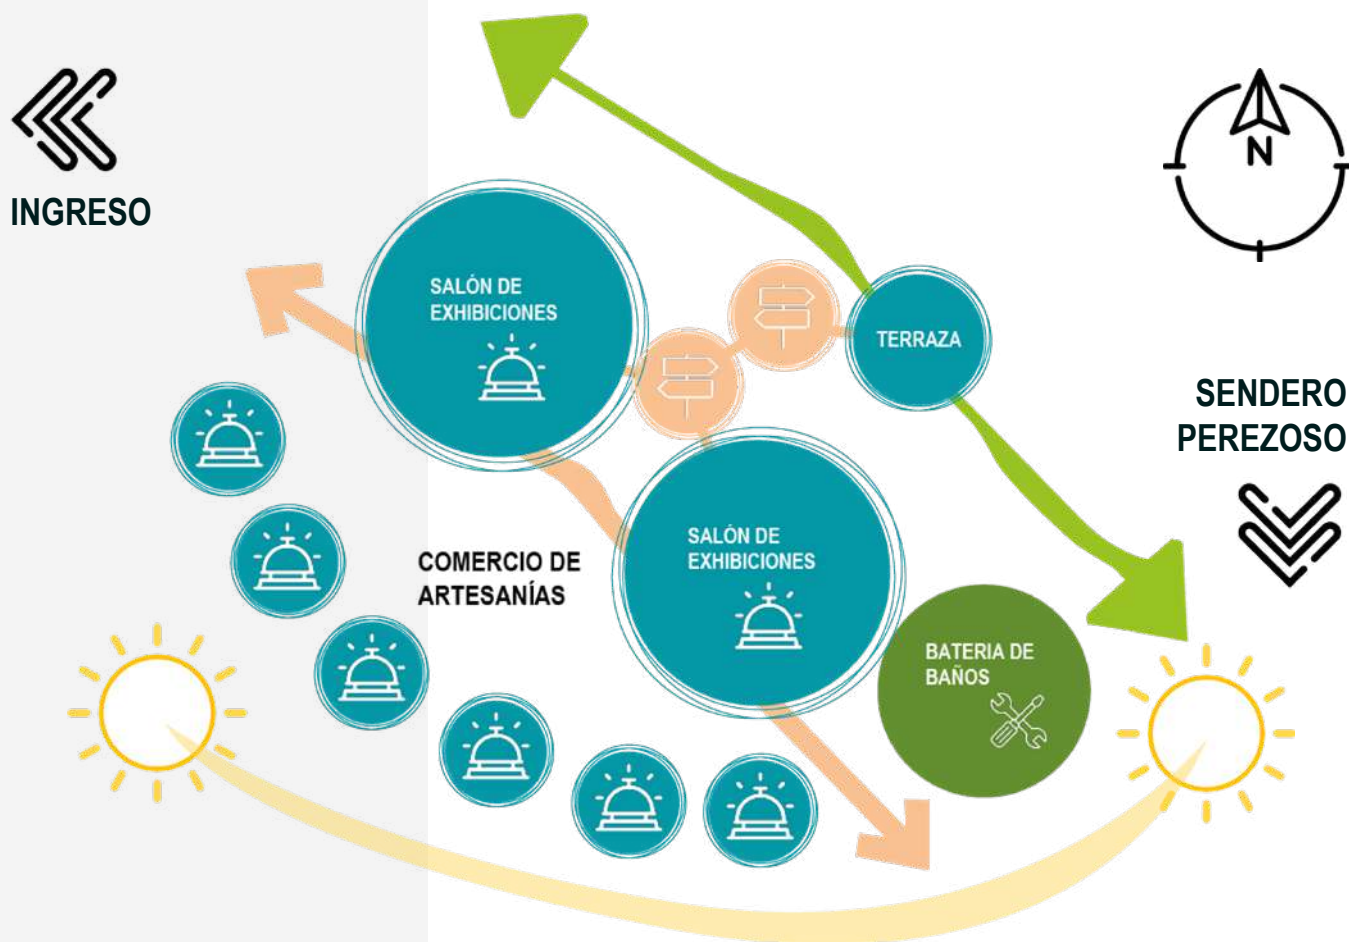 INGRESO
N
SALÓN DE
EXHIBICIONES
TERRAZA
SENDERO
PEREZOSO
COMERCIO DE
ARTESANÍAS
SALÓN DE
EXHIBICIONES
BATERIA DE
BAÑOS